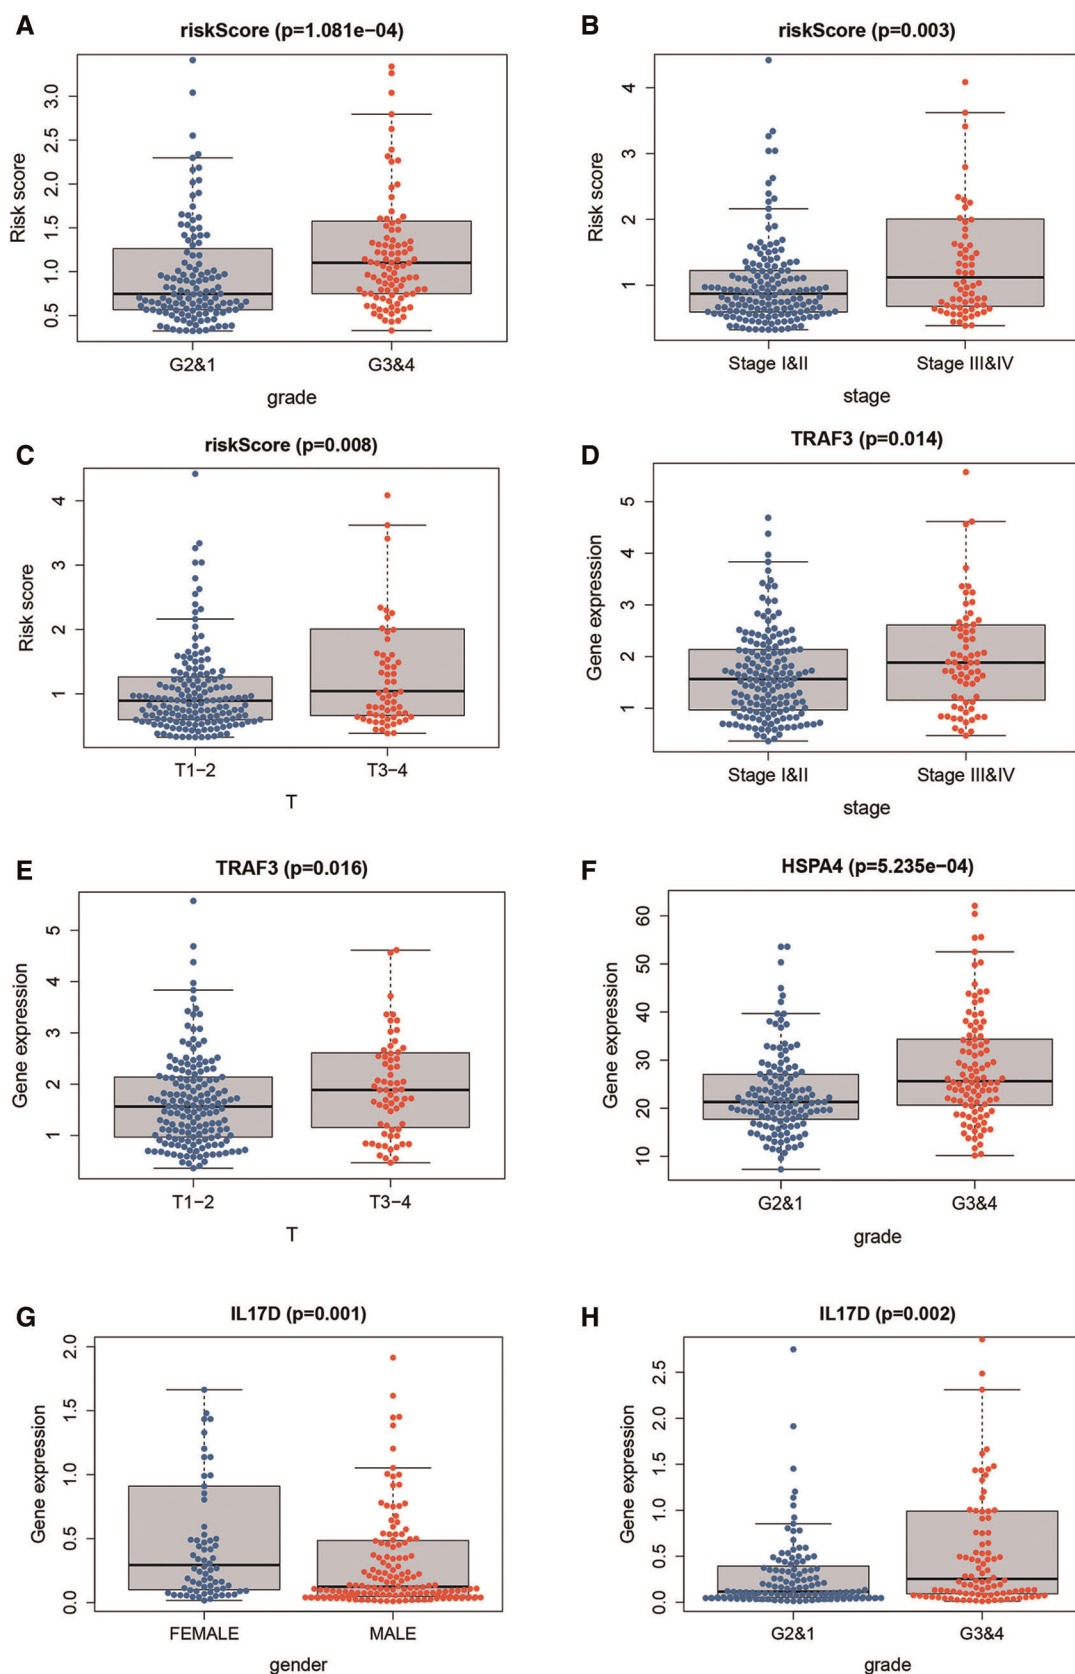 A
riskScore (p=1.081e−04)
Risk score
3.0
2.5
2.0
1.5
1.0
0.5
G2&1
G3&4
grade
B
riskScore (p=0.003)
Risk score
4
3
2
1
Stage I&II
Stage III&IV
stage
C
riskScore (p=0.008)
Risk score
4
3
2
1
T1−2
T3−4
T
D
TRAF3 (p=0.014)
Gene expression
5
4
3
2
1
Stage I&II
Stage III&IV
stage
E
TRAF3 (p=0.016)
Gene expression
5
4
3
2
1
T1−2
T3−4
T
F
HSPA4 (p=5.235e−04)
Gene expression
60
50
40
30
20
10
G2&1
G3&4
grade
G
IL17D (p=0.001)
Gene expression
2.0
1.5
1.0
0.5
0.0
FEMALE
MALE
gender
H
IL17D (p=0.002)
Gene expression
2.5
2.0
1.5
1.0
0.5
0.0
G2&1
G3&4
grade